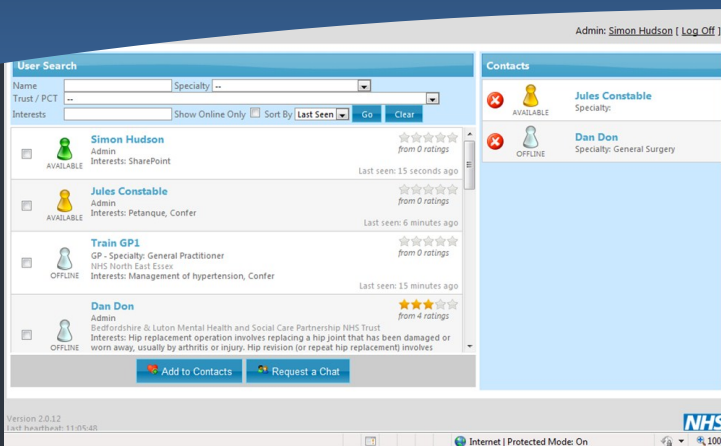 Admin: Simon Hudson [ Log Off ]
User Search
Name Specialty --
Trust / PCT --
Interests Show Online Only Sort By Last Seen Go Clear
Simon Hudson
Admin
from 0 ratings
AVAILABLE Interests: SharePoint
Last seen: 15 seconds ago
Jules Constable
Admin
from 0 ratings
AVAILABLE Interests: Petanque, Confer
Last seen: 6 minutes ago
Train GP1
GP - Specialty: General Practitioner
from 0 ratings
NHS North East Essex
OFFLINE Interests: Management of hypertension, Confer
Last seen: 15 minutes ago
Dan Don
Admin
from 4 ratings
Bedfordshire & Luton Mental Health and Social Care Partnership NHS Trust
Interests: Hip replacement operation involves replacing a hip joint that has been damaged or
OFFLINE worn away, usually by arthritis or injury. Hip revision (or repeat hip replacement) involves
Add to Contacts Request a Chat
Contacts
Jules Constable
AVAILABLE Specialty:
Dan Don
OFFLINE Specialty: General Surgery
Version 2.0.12
Last heartbeat: 11:05:48
NHS
Internet | Protected Mode: On
100